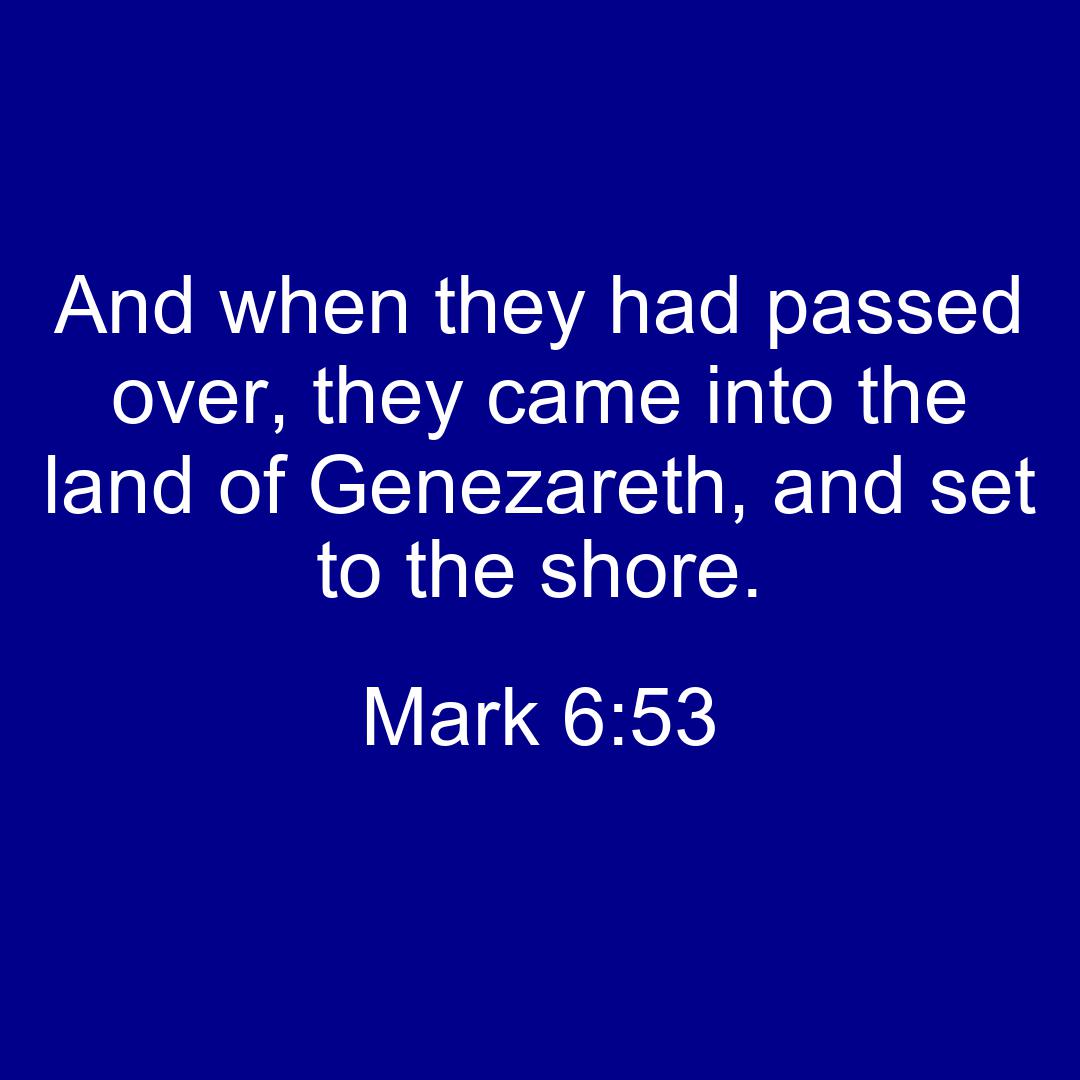 And when they had passed
over, they came into the
land of Genezareth, and set
to the shore.
Mark 6:53